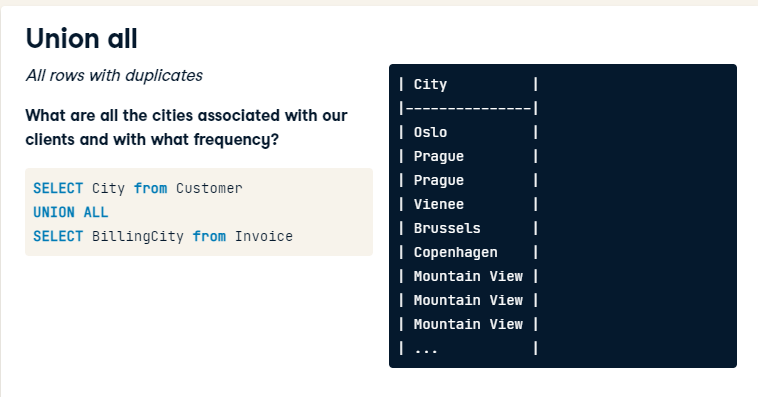 Union all
All rows with duplicates
What are all the cities associated with our
clients and with what frequency?
SELECT City from Customer
UNION ALL
SELECT BillingCity from Invoice
| City          |
|---------------|
| Oslo          |
| Prague        |
| Prague        |
| Vienee        |
| Brussels      |
| Copenhagen    |
| Mountain View |
| Mountain View |
| Mountain View |
| ...           |